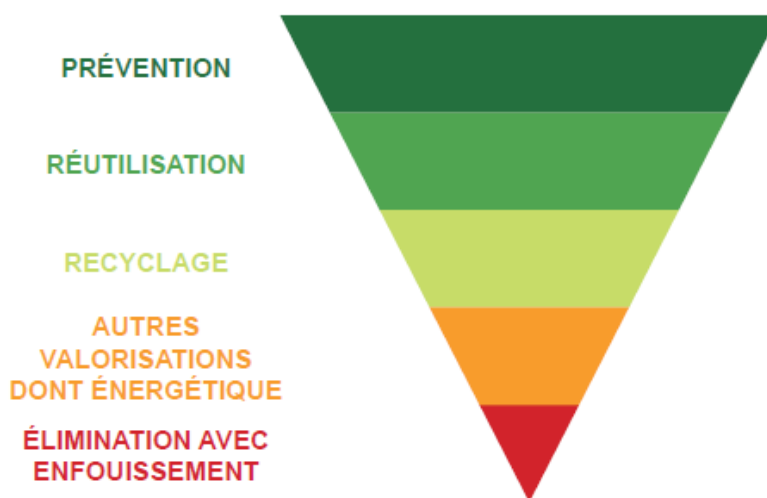 PRÉVENTION
RÉUTILISATION
RECYCLAGE
AUTRES
VALORISATIONS
DONT ÉNERGÉTIQUE
ÉLIMINATION AVEC
ENFOUISSEMENT